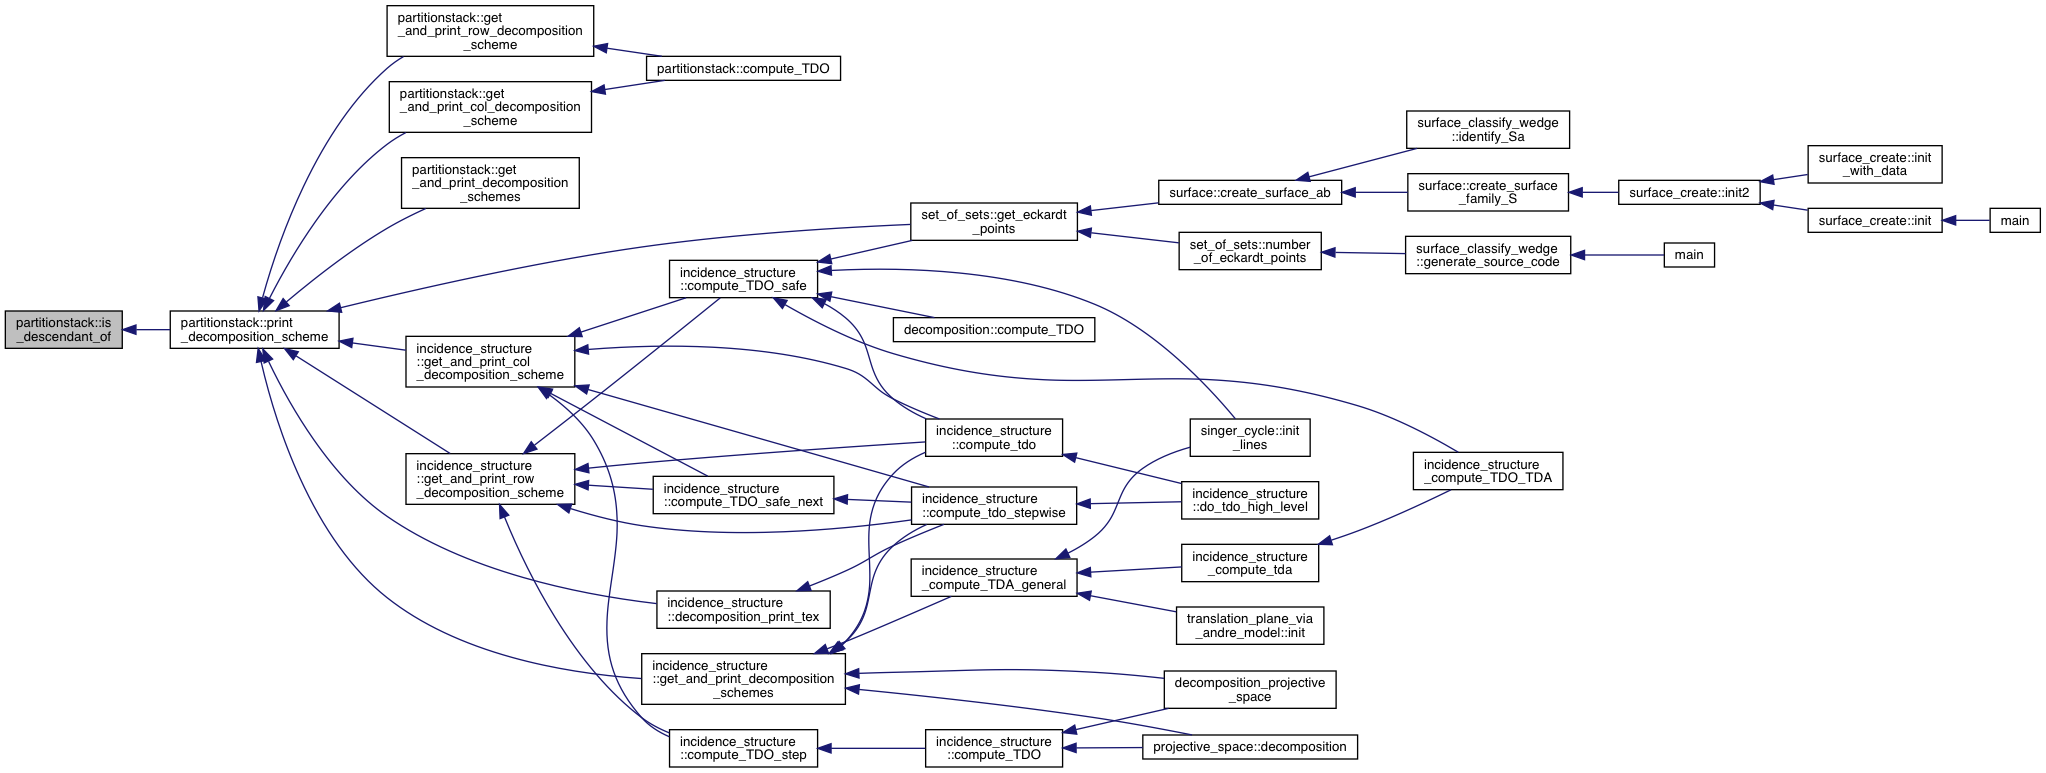 partitionstack::get
_and_print_row_decomposition
_scheme
partitionstack::compute_TDO
partitionstack::get
_and_print_col_decomposition
_scheme
partitionstack::get
_and_print_decomposition
_schemes
surface_classify_wedge
::identify_Sa
surface_create::init
_with_data
surface::create_surface_ab
surface::create_surface
_family_S
surface_create::init2
surface_create::init
main
set_of_sets::get_eckardt
_points
set_of_sets::number
_of_eckardt_points
surface_classify_wedge
::generate_source_code
main
incidence_structure
::compute_TDO_safe
decomposition::compute_TDO
partitionstack::is
_descendant_of
partitionstack::print
_decomposition_scheme
incidence_structure
::get_and_print_col
_decomposition_scheme
incidence_structure
::compute_tdo
singer_cycle::init
_lines
incidence_structure
_compute_TDO_TDA
incidence_structure
::get_and_print_row
_decomposition_scheme
incidence_structure
::compute_TDO_safe_next
incidence_structure
::compute_tdo_stepwise
incidence_structure
::do_tdo_high_level
incidence_structure
_compute_TDA_general
incidence_structure
_compute_tda
incidence_structure
::decomposition_print_tex
translation_plane_via
_andre_model::init
incidence_structure
::get_and_print_decomposition
_schemes
decomposition_projective
_space
incidence_structure
::compute_TDO_step
incidence_structure
::compute_TDO
projective_space::decomposition